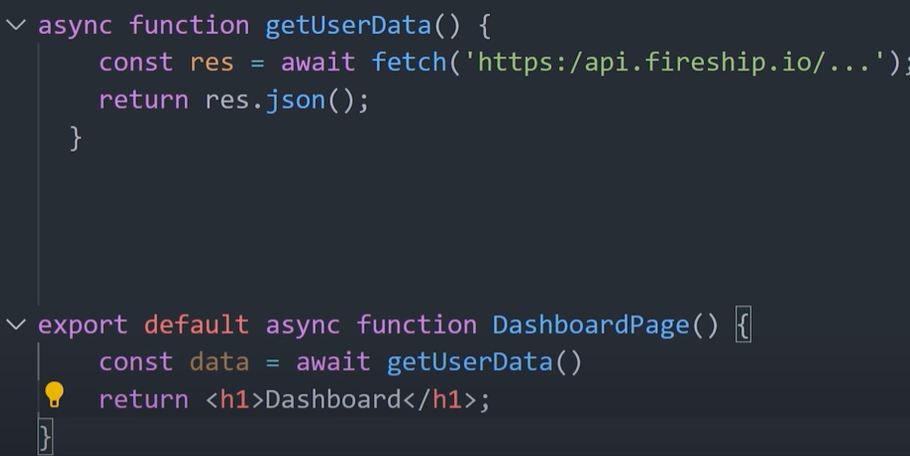 async function getUserData() {
const res = await fetch('https:/api.fireship.io/...');
return res.json();
}
export default async function DashboardPage() {
const data = await getUserData()
return <h1>Dashboard</h1>;
}